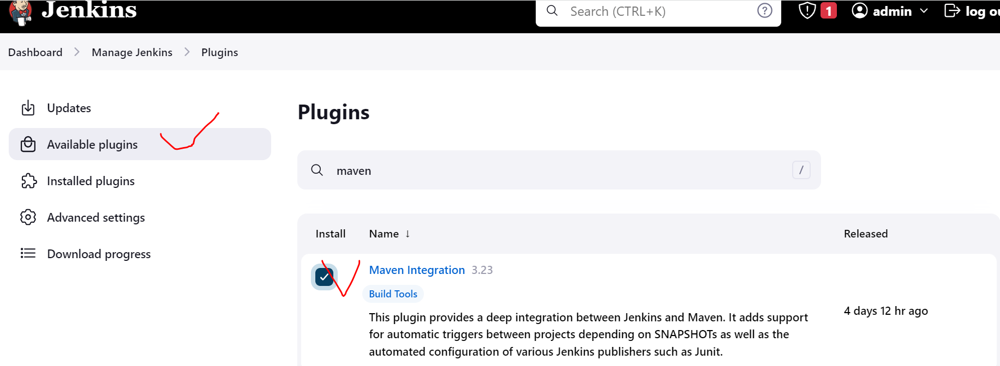 Jenkins
Search (CTRL+K)
?
1
admin
log
Dashboard > Manage Jenkins > Plugins
Updates
Available plugins
Installed plugins
Advanced settings
Download progress
Plugins
maven
/
Install Name ↓ Released
Maven Integration 3.23
Build Tools
This plugin provides a deep integration between Jenkins and Maven. It adds support
for automatic triggers between projects depending on SNAPSHOTs as well as the
automated configuration of various Jenkins publishers such as Junit.
4 days 12 hr ago